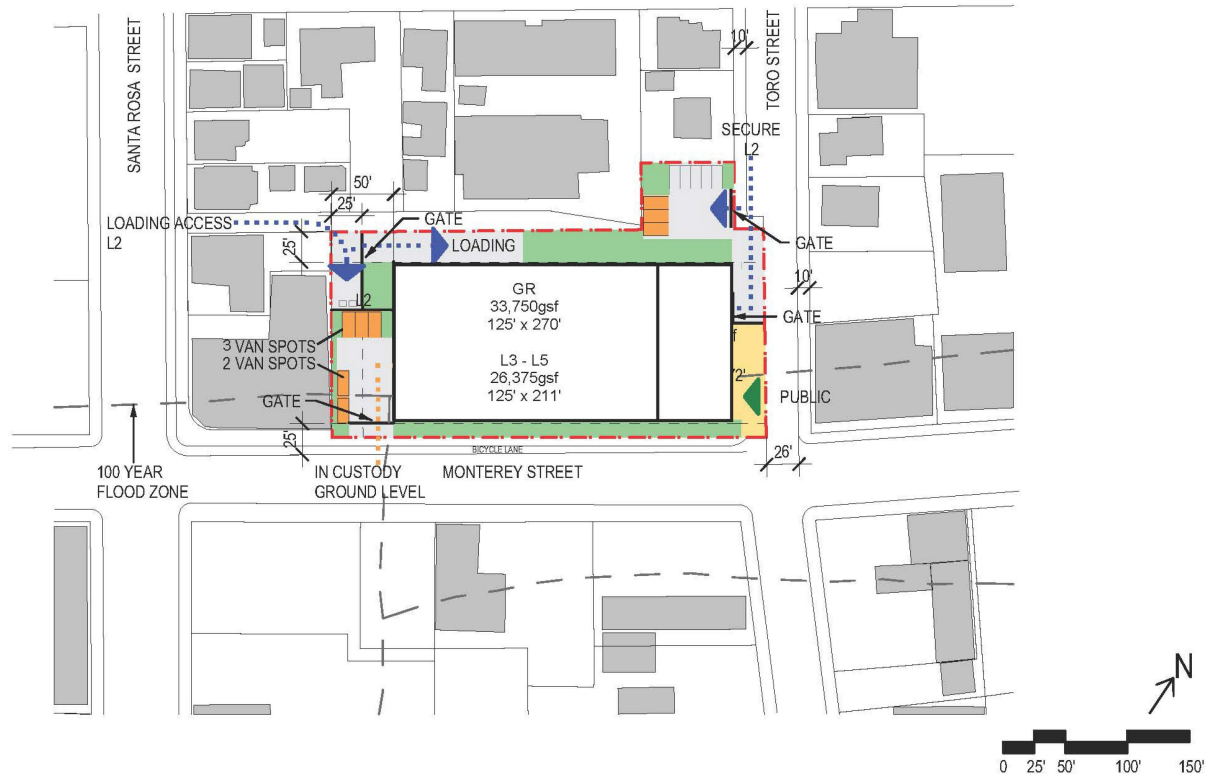 SANTA ROSA STREET
TORO STREET
10'
SECURE
L2
50'
25'
LOADING ACCESS
L2
GATE
25'
LOADING
GATE
GR
33,750gsf
125' x 270'
10'
L2
GATE
3 VAN SPOTS
2 VAN SPOTS
L3 - L5
26,375gsf
125' x 211'
GATE
PUBLIC
25'
BICYCLE LANE
26'
100 YEAR
FLOOD ZONE
IN CUSTODY
GROUND LEVEL
MONTEREY STREET
N
0 25' 50' 100' 150'